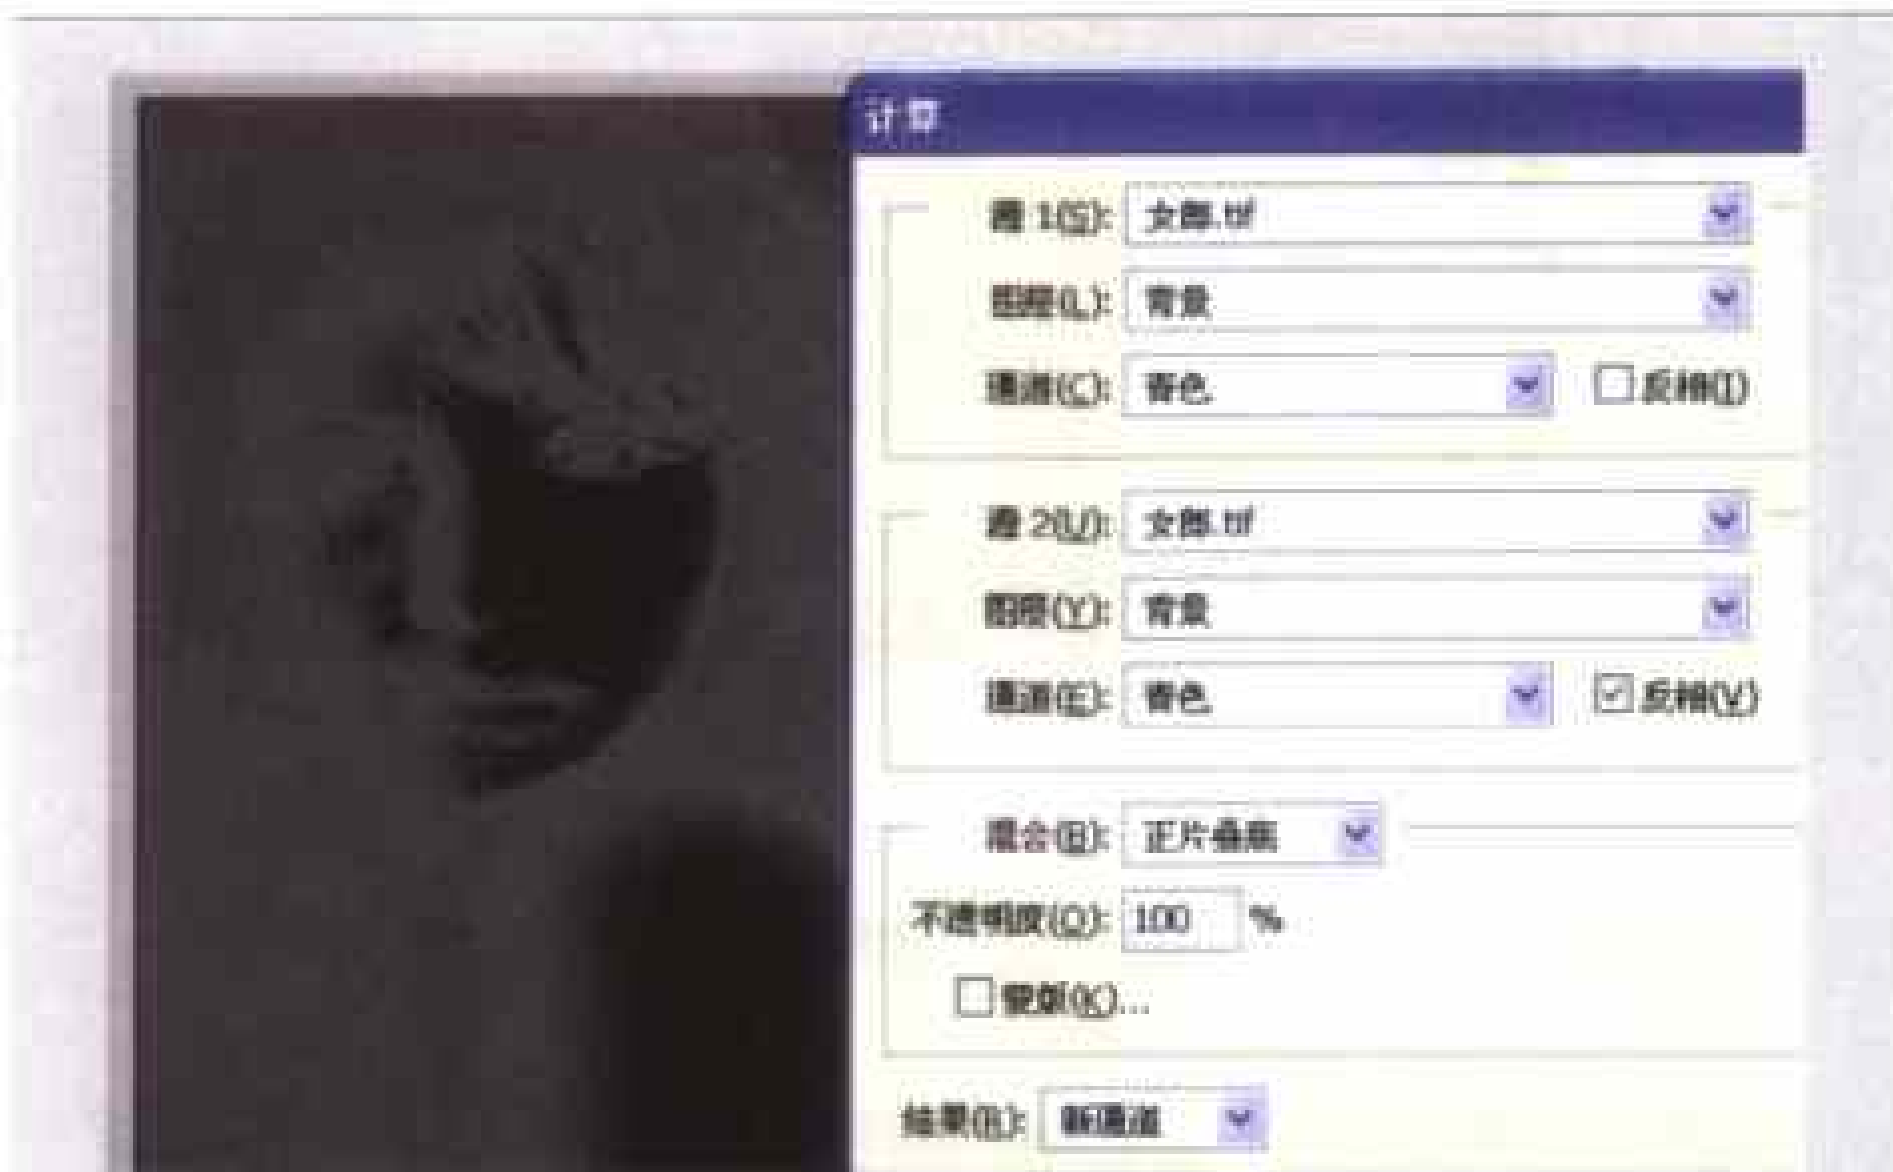 计算
源 1(S): 女郎.tif
图层(L): 背景
通道(C): 青色 反相(I)
源 2(U): 女郎.tif
图层(Y): 背景
通道(E): 青色 反相(V)
混合(B): 正片叠底
不透明度(O): 100 %
蒙版(K)...
结果(R): 新通道